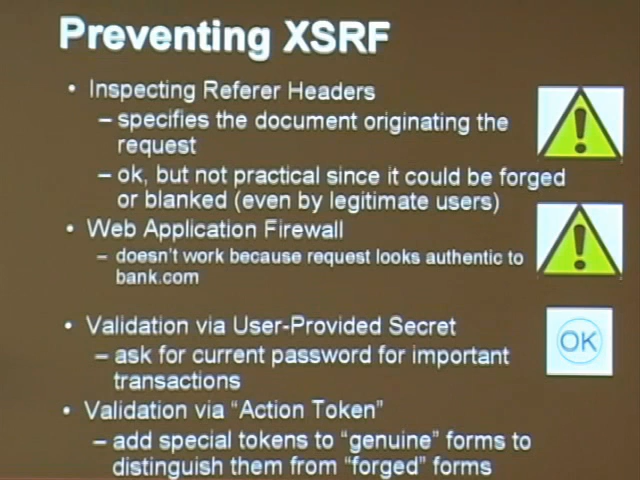 Preventing XSRF
• Inspecting Referer Headers
– specifies the document originating the
request
– ok, but not practical since it could be forged
or blanked (even by legitimate users)
• Web Application Firewall
– doesn't work because request looks authentic to
bank.com
• Validation via User-Provided Secret
OK
– ask for current password for important
transactions
• Validation via “Action Token”
– add special tokens to “genuine” forms to
distinguish them from “forged” forms